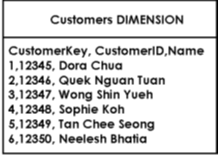 Customers DIMENSION
CustomerKey, CustomerID,Name
1,12345, Dora Chua
2,12346, Quek Nguan Tuan
3,12347, Wong Shin Yueh
4,12348, Sophie Koh
5,12349, Tan Chee Seong
6,12350, Neelesh Bhatia